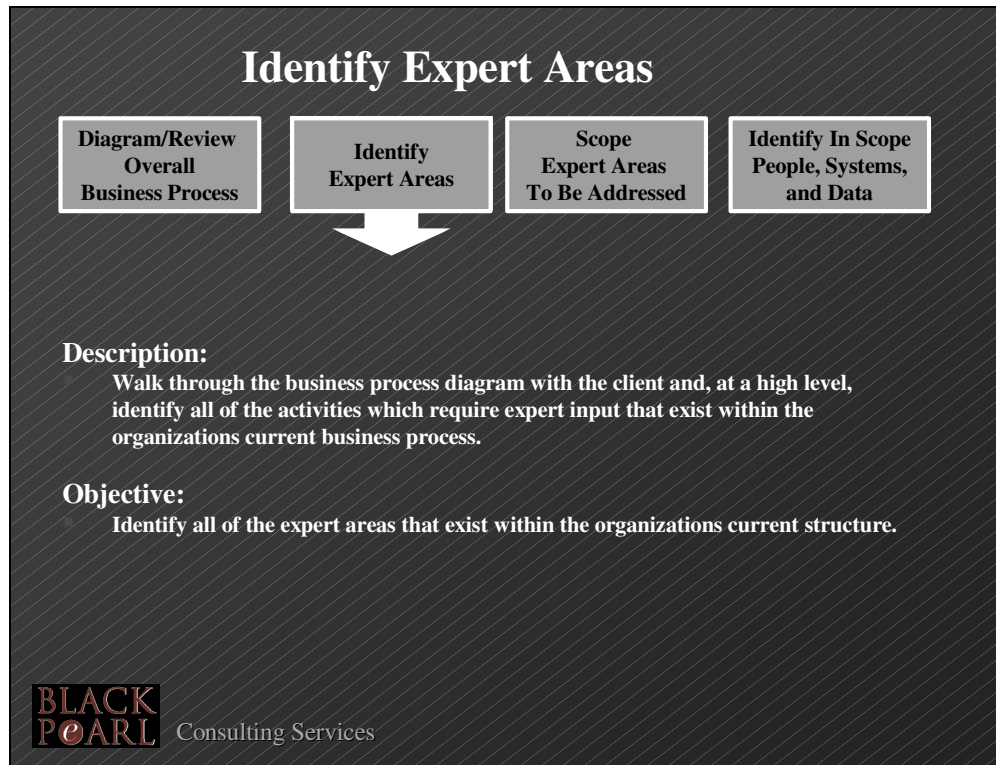 Identify Expert Areas
Diagram/Review
Overall
Business Process
Identify
Expert Areas
Scope
Expert Areas
To Be Addressed
Identify In Scope
People, Systems,
and Data
Description:
Walk through the business process diagram with the client and, at a high level,
identify all of the activities which require expert input that exist within the
organizations current business process.
Objective:
Identify all of the expert areas that exist within the organizations current structure.
BLACK
PeARL
Consulting Services